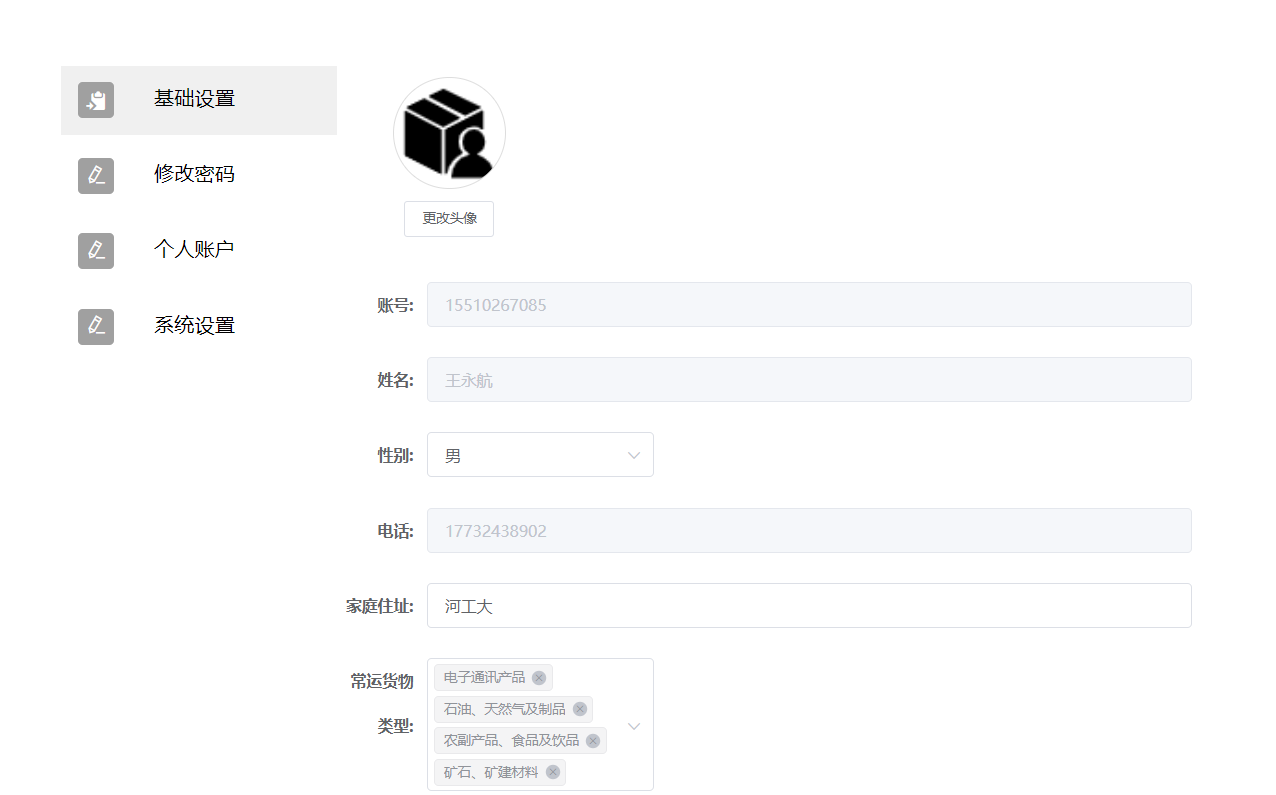 基础设置
修改密码
个人账户
系统设置
更改头像
账号: 15510267085
姓名: 王永航
性别: 男
电话: 17732438902
家庭住址: 河工大
常运货物
类型:
电子通讯产品
石油、天然气及制品
农副产品、食品及饮品
矿石、矿建材料